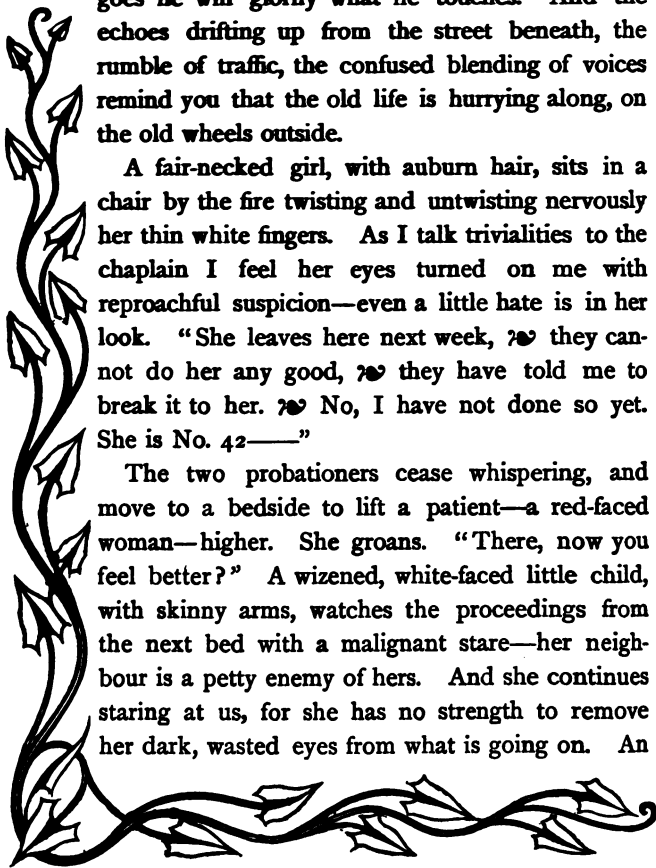 goes he will glorify what he touches. And the
echoes drifting up from the street beneath, the
rumble of traffic, the confused blending of voices
remind you that the old life is hurrying along, on
the old wheels outside.
A fair-necked girl, with auburn hair, sits in a
chair by the fire twisting and untwisting nervously
her thin white fingers. As I talk trivialities to the
chaplain I feel her eyes turned on me with
reproachful suspicion—even a little hate is in her
look. “She leaves here next week, ❧ they can-
not do her any good, ❧ they have told me to
break it to her. ❧ No, I have not done so yet.
She is No. 42——”
The two probationers cease whispering, and
move to a bedside to lift a patient—a red-faced
woman—higher. She groans. “There, now you
feel better?” A wizened, white-faced little child,
with skinny arms, watches the proceedings from
the next bed with a malignant stare—her neigh-
bour is a petty enemy of hers. And she continues
staring at us, for she has no strength to remove
her dark, wasted eyes from what is going on. An